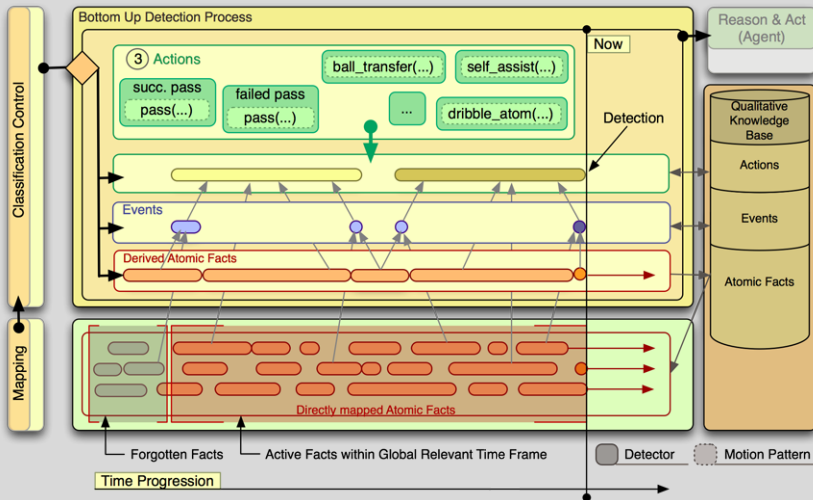 Bottom Up Detection Process
Reason & Act
(Agent)
Now
3 Actions
ball_transfer(...)
self_assist(...)
succ. pass
pass(...)
failed pass
pass(...)
...
dribble_atom(...)
Detection
Classification Control
Qualitative
Knowledge
Base
Actions
Events
Events
Derived Atomic Facts
Atomic Facts
Mapping
Directly mapped Atomic Facts
Forgotten Facts
Active Facts within Global Relevant Time Frame
Detector
Motion Pattern
Time Progression